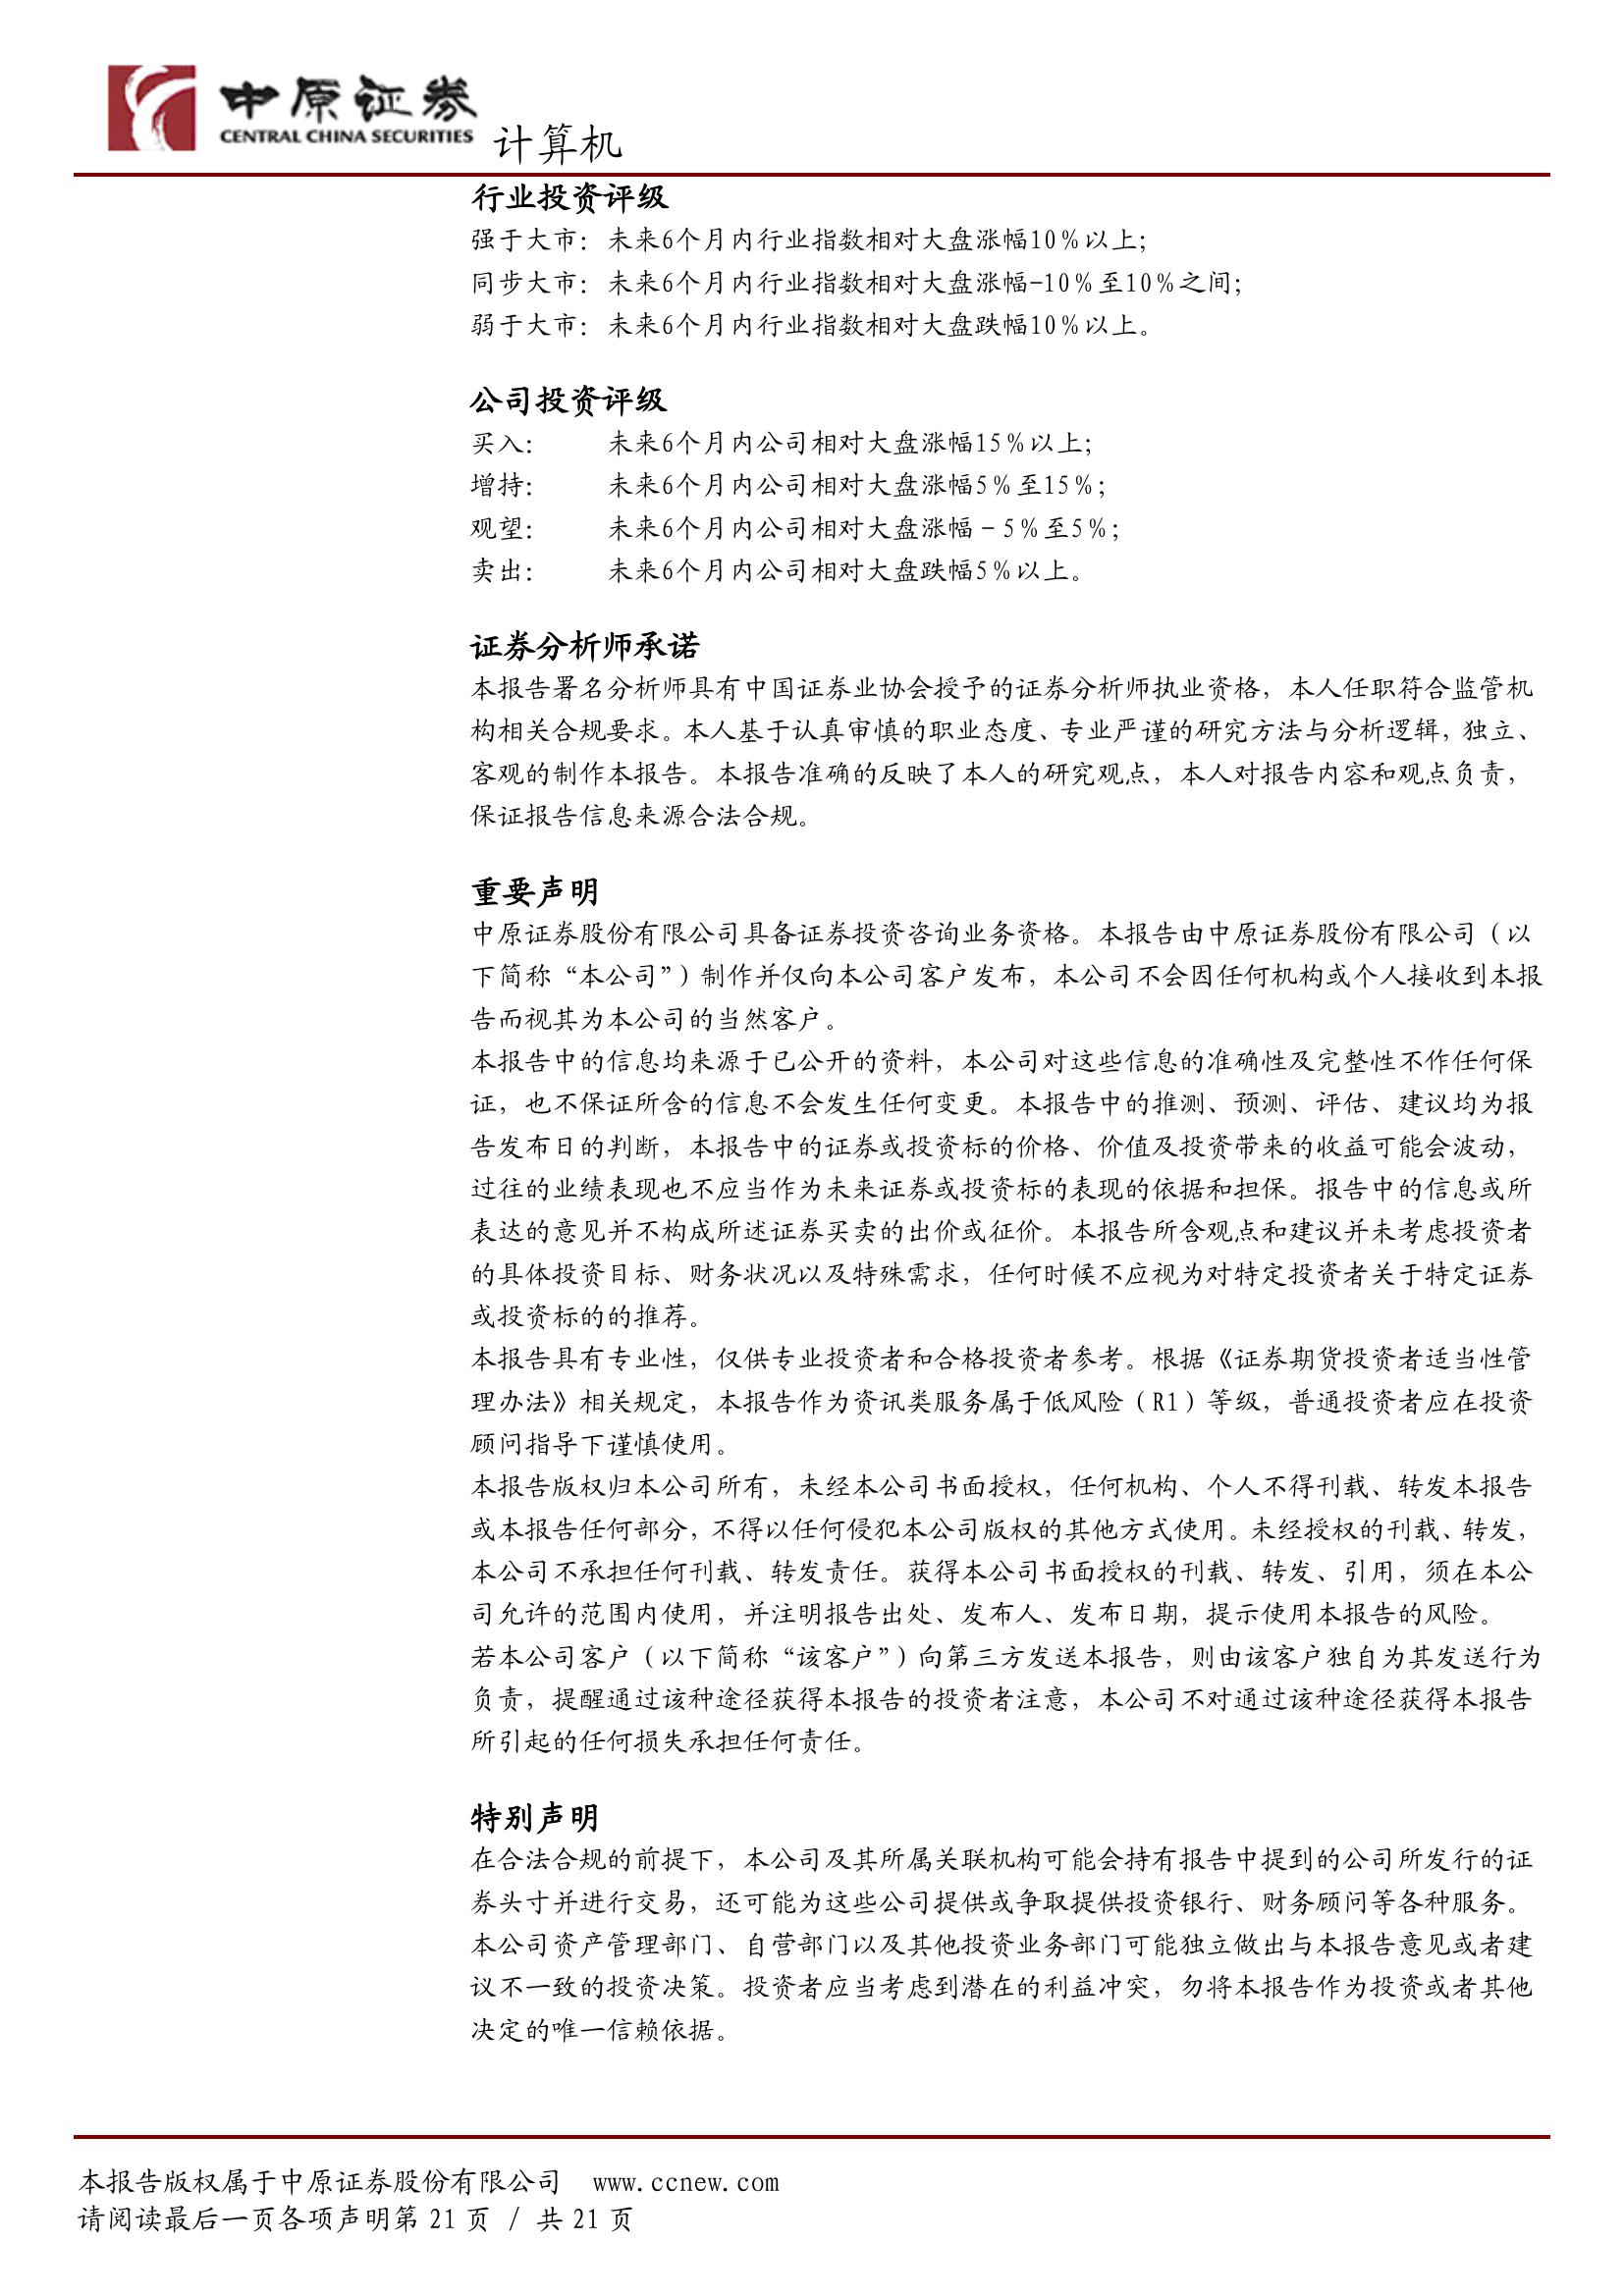 中原证券
CENTRAL CHINA SECURITIES
计算机
行业投资评级
强于大市：未来6个月内行业指数相对大盘涨幅10％以上；
同步大市：未来6个月内行业指数相对大盘涨幅-10％至10％之间；
弱于大市：未来6个月内行业指数相对大盘跌幅10％以上。
公司投资评级
买入： 未来6个月内公司相对大盘涨幅15％以上；
增持： 未来6个月内公司相对大盘涨幅5％至15％；
观望： 未来6个月内公司相对大盘涨幅－5％至5％；
卖出： 未来6个月内公司相对大盘跌幅5％以上。
证券分析师承诺
本报告署名分析师具有中国证券业协会授予的证券分析师执业资格，本人任职符合监管机
构相关合规要求。本人基于认真审慎的职业态度、专业严谨的研究方法与分析逻辑，独立、
客观的制作本报告。本报告准确的反映了本人的研究观点，本人对报告内容和观点负责，
保证报告信息来源合法合规。
重要声明
中原证券股份有限公司具备证券投资咨询业务资格。本报告由中原证券股份有限公司（以
下简称“本公司”）制作并仅向本公司客户发布，本公司不会因任何机构或个人接收到本报
告而视其为本公司的当然客户。
本报告中的信息均来源于已公开的资料，本公司对这些信息的准确性及完整性不作任何保
证，也不保证所含的信息不会发生任何变更。本报告中的推测、预测、评估、建议均为报
告发布日的判断，本报告中的证券或投资标的价格、价值及投资带来的收益可能会波动，
过往的业绩表现也不应当作为未来证券或投资标的表现的依据和担保。报告中的信息或所
表达的意见并不构成所述证券买卖的出价或征价。本报告所含观点和建议并未考虑投资者
的具体投资目标、财务状况以及特殊需求，任何时候不应视为对特定投资者关于特定证券
或投资标的的推荐。
本报告具有专业性，仅供专业投资者和合格投资者参考。根据《证券期货投资者适当性管
理办法》相关规定，本报告作为资讯类服务属于低风险（R1）等级，普通投资者应在投资
顾问指导下谨慎使用。
本报告版权归本公司所有，未经本公司书面授权，任何机构、个人不得刊载、转发本报告
或本报告任何部分，不得以任何侵犯本公司版权的其他方式使用。未经授权的刊载、转发，
本公司不承担任何刊载、转发责任。获得本公司书面授权的刊载、转发、引用，须在本公
司允许的范围内使用，并注明报告出处、发布人、发布日期，提示使用本报告的风险。
若本公司客户（以下简称“该客户”）向第三方发送本报告，则由该客户独自为其发送行为
负责，提醒通过该种途径获得本报告的投资者注意，本公司不对通过该种途径获得本报告
所引起的任何损失承担任何责任。
特别声明
在合法合规的前提下，本公司及其所属关联机构可能会持有报告中提到的公司所发行的证
券头寸并进行交易，还可能为这些公司提供或争取提供投资银行、财务顾问等各种服务。
本公司资产管理部门、自营部门以及其他投资业务部门可能独立做出与本报告意见或者建
议不一致的投资决策。投资者应当考虑到潜在的利益冲突，勿将本报告作为投资或者其他
决定的唯一信赖依据。
本报告版权属于中原证券股份有限公司 www.ccnew.com
请阅读最后一页各项声明第 21 页 / 共 21 页